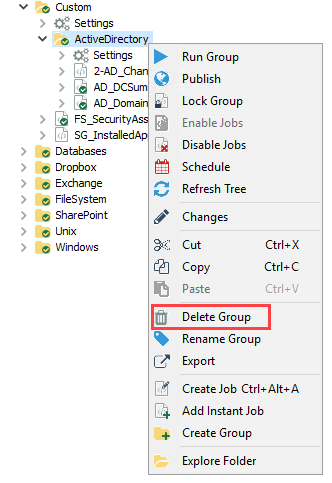 Custom
Settings
ActiveDirectory
Settings
2-AD_Chan
AD_DCSum
AD_Domain
FS_SecurityAss
SG_InstalledAp
Databases
Dropbox
Exchange
FileSystem
SharePoint
Unix
Windows
Run Group
Publish
Lock Group
Enable Jobs
Disable Jobs
Schedule
Refresh Tree
Changes
Cut Ctrl+X
Copy Ctrl+C
Paste Ctrl+V
Delete Group
Rename Group
Export
Create Job Ctrl+Alt+A
Add Instant Job
Create Group
Explore Folder